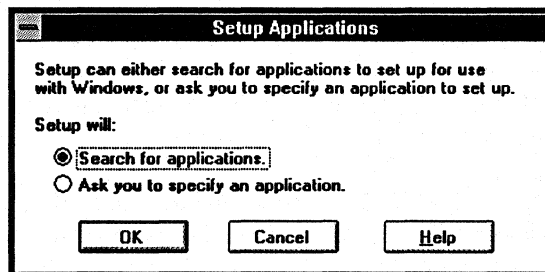 Setup Applications
Setup can either search for applications to set up for use
with Windows, or ask you to specify an application to set up.
Setup will:
Search for applications.
Ask you to specify an application.
OK Cancel Help